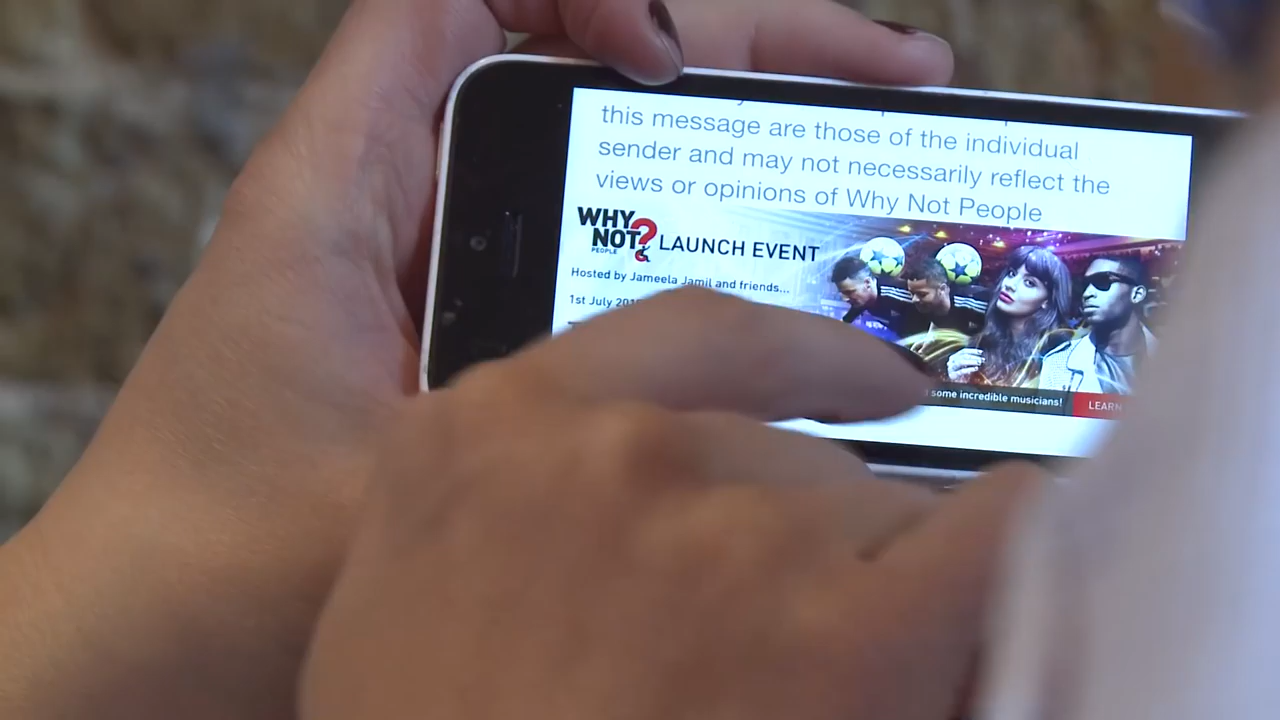 this message are those of the individual
sender and may not necessarily reflect the
views or opinions of Why Not People
WHY
NOT?
PEOPLE
LAUNCH EVENT
Hosted by Jameela Jamil and friends...
1st July
some incredible musicians!
LEARN